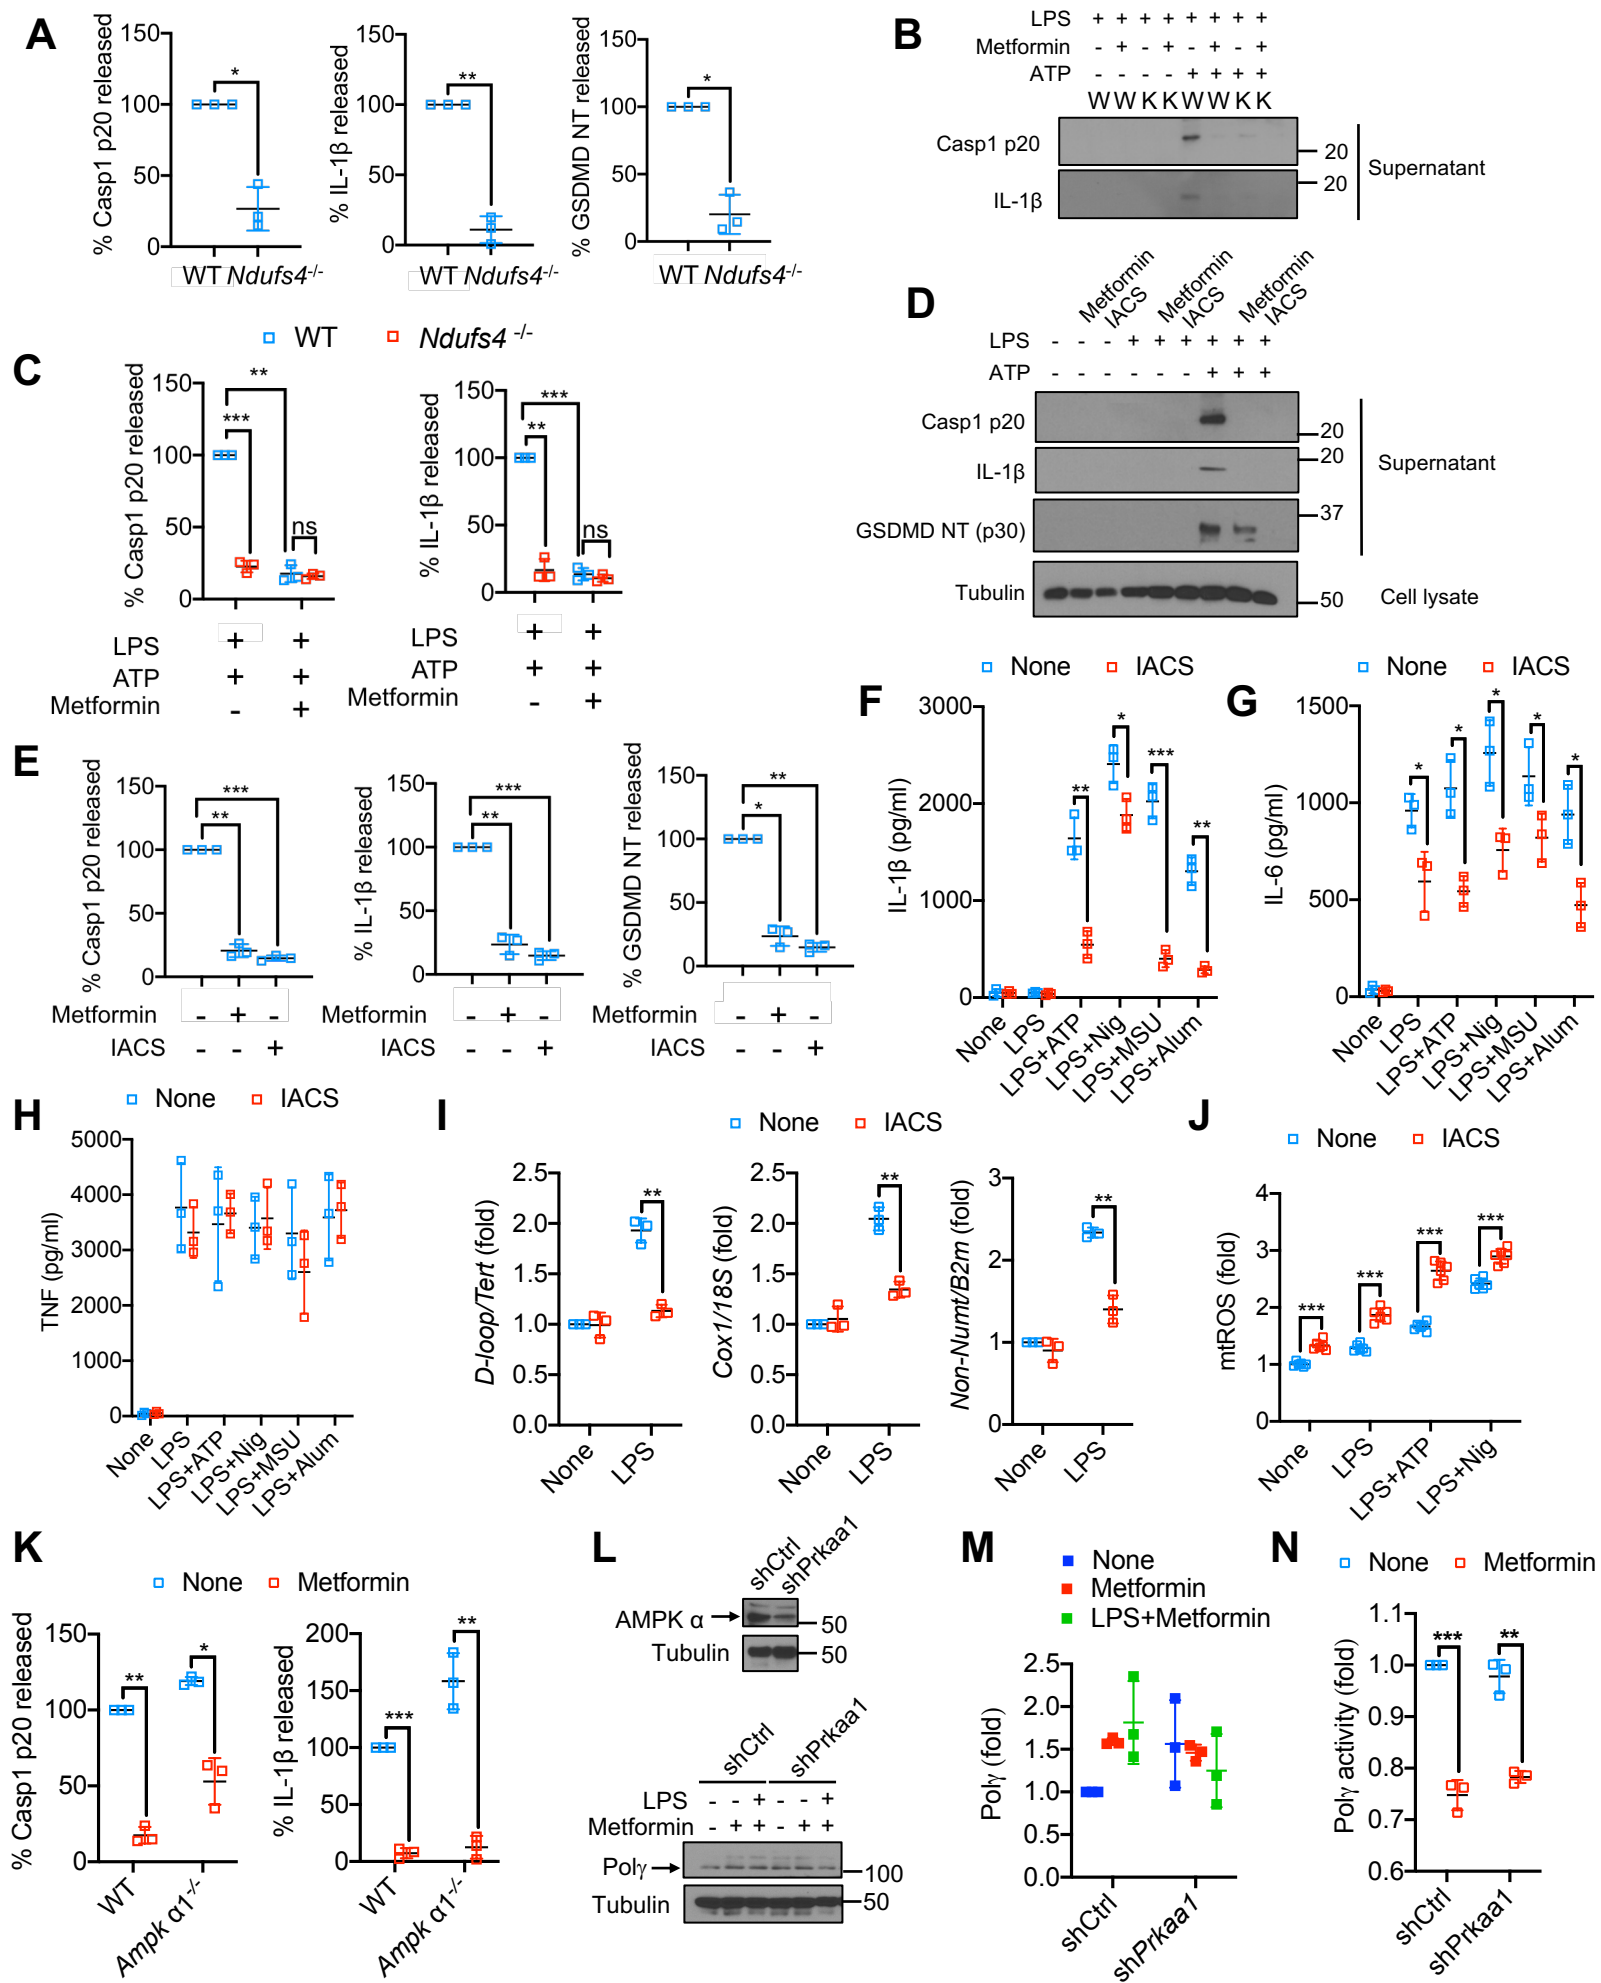 A
% Casp1 p20 released
150
100
50
0
*
WT Ndufs4-/-
% IL-1β released
150
100
50
0
**
WT Ndufs4-/-
% GSDMD NT released
150
100
50
0
*
WT Ndufs4-/-
B
LPS + + + + + + + +
Metformin - + - + - + - +
ATP - - - - + + + +
W W K K W W K K
Casp1 p20
20
IL-1β
20
Supernatant
C
WT Ndufs4 -/-
% Casp1 p20 released
150
100
50
0
**
***
ns
LPS + +
ATP + +
Metformin - +
% IL-1β released
150
100
50
0
***
**
ns
LPS + +
ATP + +
Metformin - +
D
Metformin
IACS
Metformin
IACS
Metformin
IACS
LPS - - - + + + + + +
ATP - - - - - - + + +
Casp1 p20
20
IL-1β
20
GSDMD NT (p30)
37
Supernatant
Tubulin
50
Cell lysate
E
% Casp1 p20 released
150
100
50
0
***
**
Metformin - + -
IACS - - +
% IL-1β released
150
100
50
0
***
**
Metformin - + -
IACS - - +
% GSDMD NT released
150
100
50
0
**
*
Metformin - + -
IACS - - +
F
None IACS
IL-1β (pg/ml)
3000
2000
1000
0
** * *** **
None
LPS
LPS+ATP
LPS+Nig
LPS+MSU
LPS+Alum
G
None IACS
IL-6 (pg/ml)
1500
1000
500
0
* * * * *
None
LPS
LPS+ATP
LPS+Nig
LPS+MSU
LPS+Alum
H
None IACS
TNF (pg/ml)
5000
4000
3000
2000
1000
0
None
LPS
LPS+ATP
LPS+Nig
LPS+MSU
LPS+Alum
I
None IACS
D-loop/Tert (fold)
2.5
2.0
1.5
1.0
0.5
0.0
**
None
LPS
Cox1/18S (fold)
2.5
2.0
1.5
1.0
0.5
0.0
**
None
LPS
Non-Numt/B2m (fold)
3
2
1
0
**
None
LPS
J
None IACS
mtROS (fold)
4
3
2
1
0
*** *** *** ***
None
LPS
LPS+ATP
LPS+Nig
K
None Metformin
% Casp1 p20 released
150
100
50
0
** *
WT
Ampk α1-/-
% IL-1β released
200
150
100
50
0
*** **
WT
Ampk α1-/-
L
shCtrl
shPrkaa1
AMPK α
50
Tubulin
50
shCtrl
shPrkaa1
LPS - - + - - +
Metformin - + + - + +
Polγ
100
Tubulin
50
M
None
Metformin
LPS+Metformin
Polγ (fold)
2.5
2.0
1.5
1.0
0.5
0.0
shCtrl
shPrkaa1
N
None Metformin
Polγ activity (fold)
1.1
1.0
0.9
0.8
0.7
0.6
*** **
shCtrl
shPrkaa1